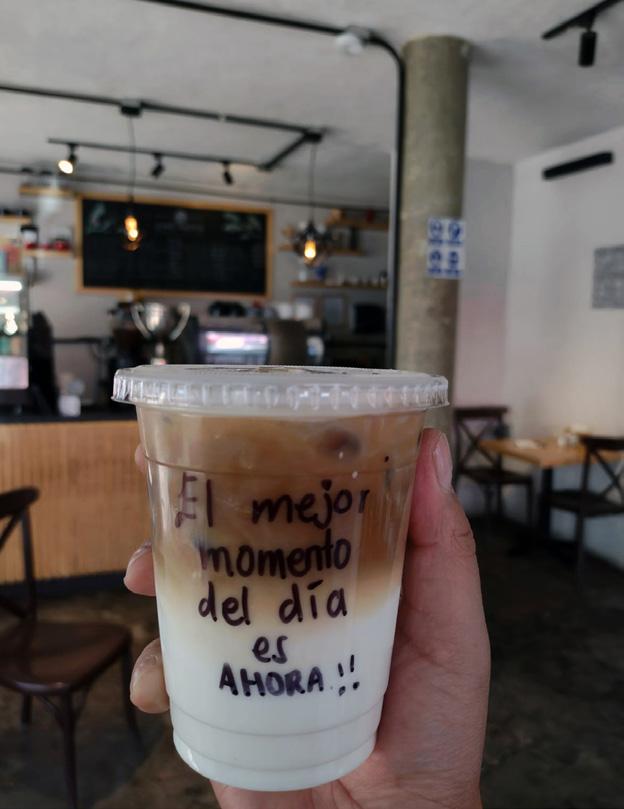 El mejor
momento
del día
es
AHORA!!